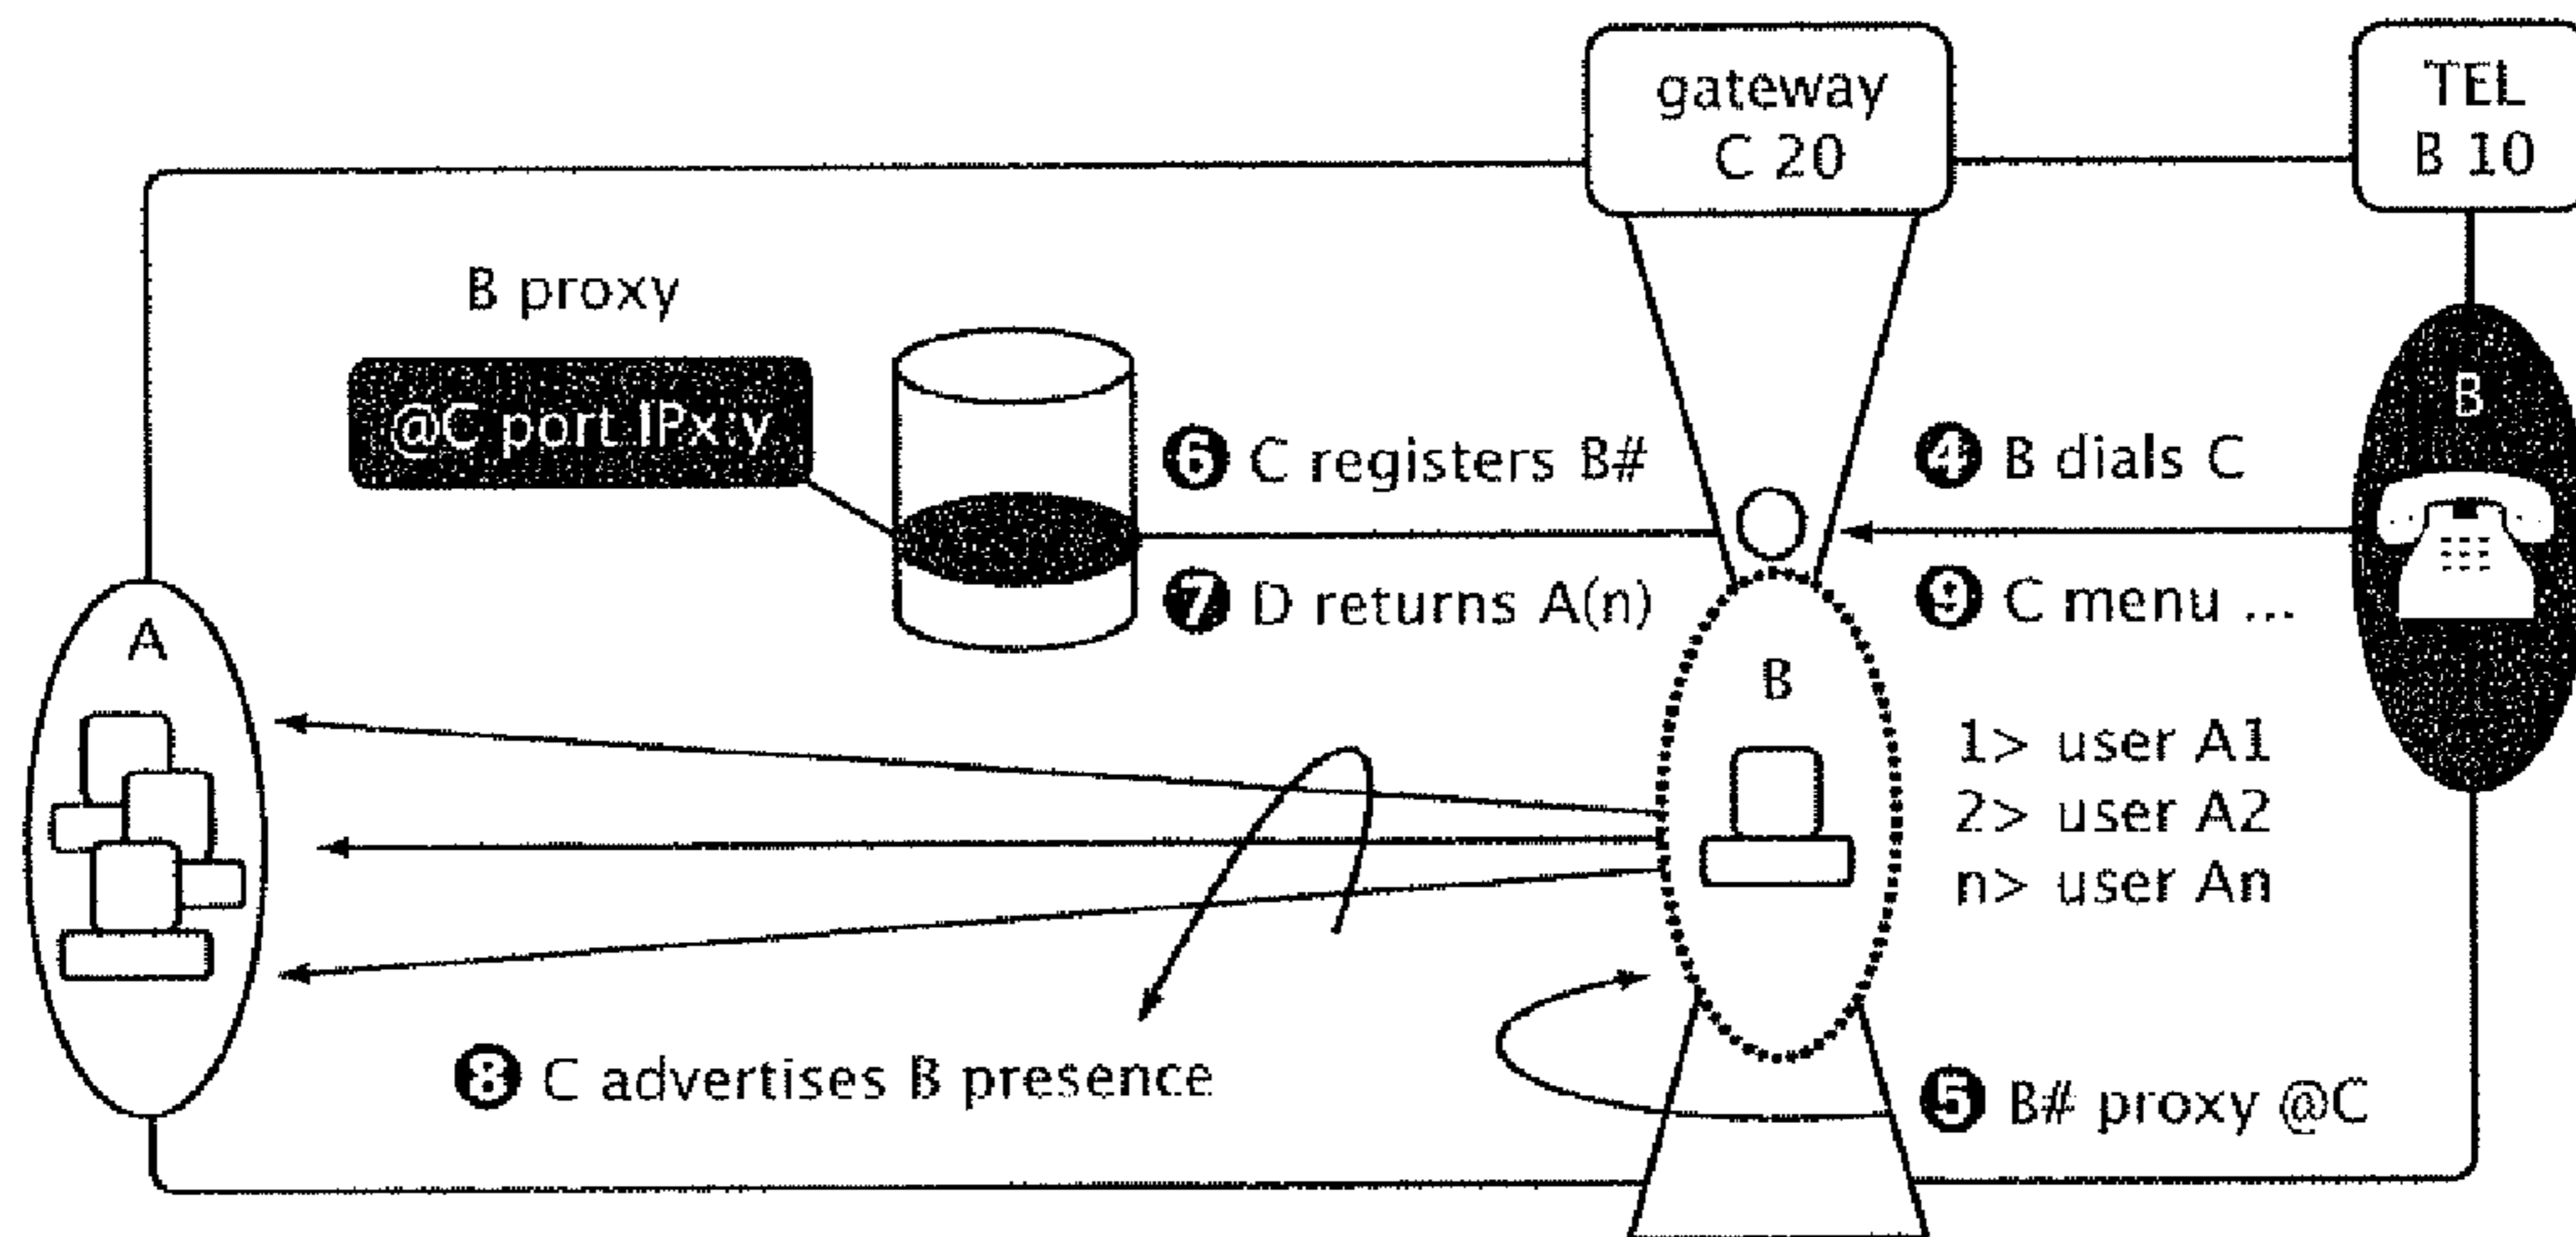 gateway
C 20
TEL
B 10
B proxy
@C port IPx:y
B
❻ C registers B#
❹ B dials C
❼ D returns A(n)
❾ C menu ...
A
B
1> user A1
2> user A2
n> user An
❽ C advertises B presence
❺ B# proxy @C